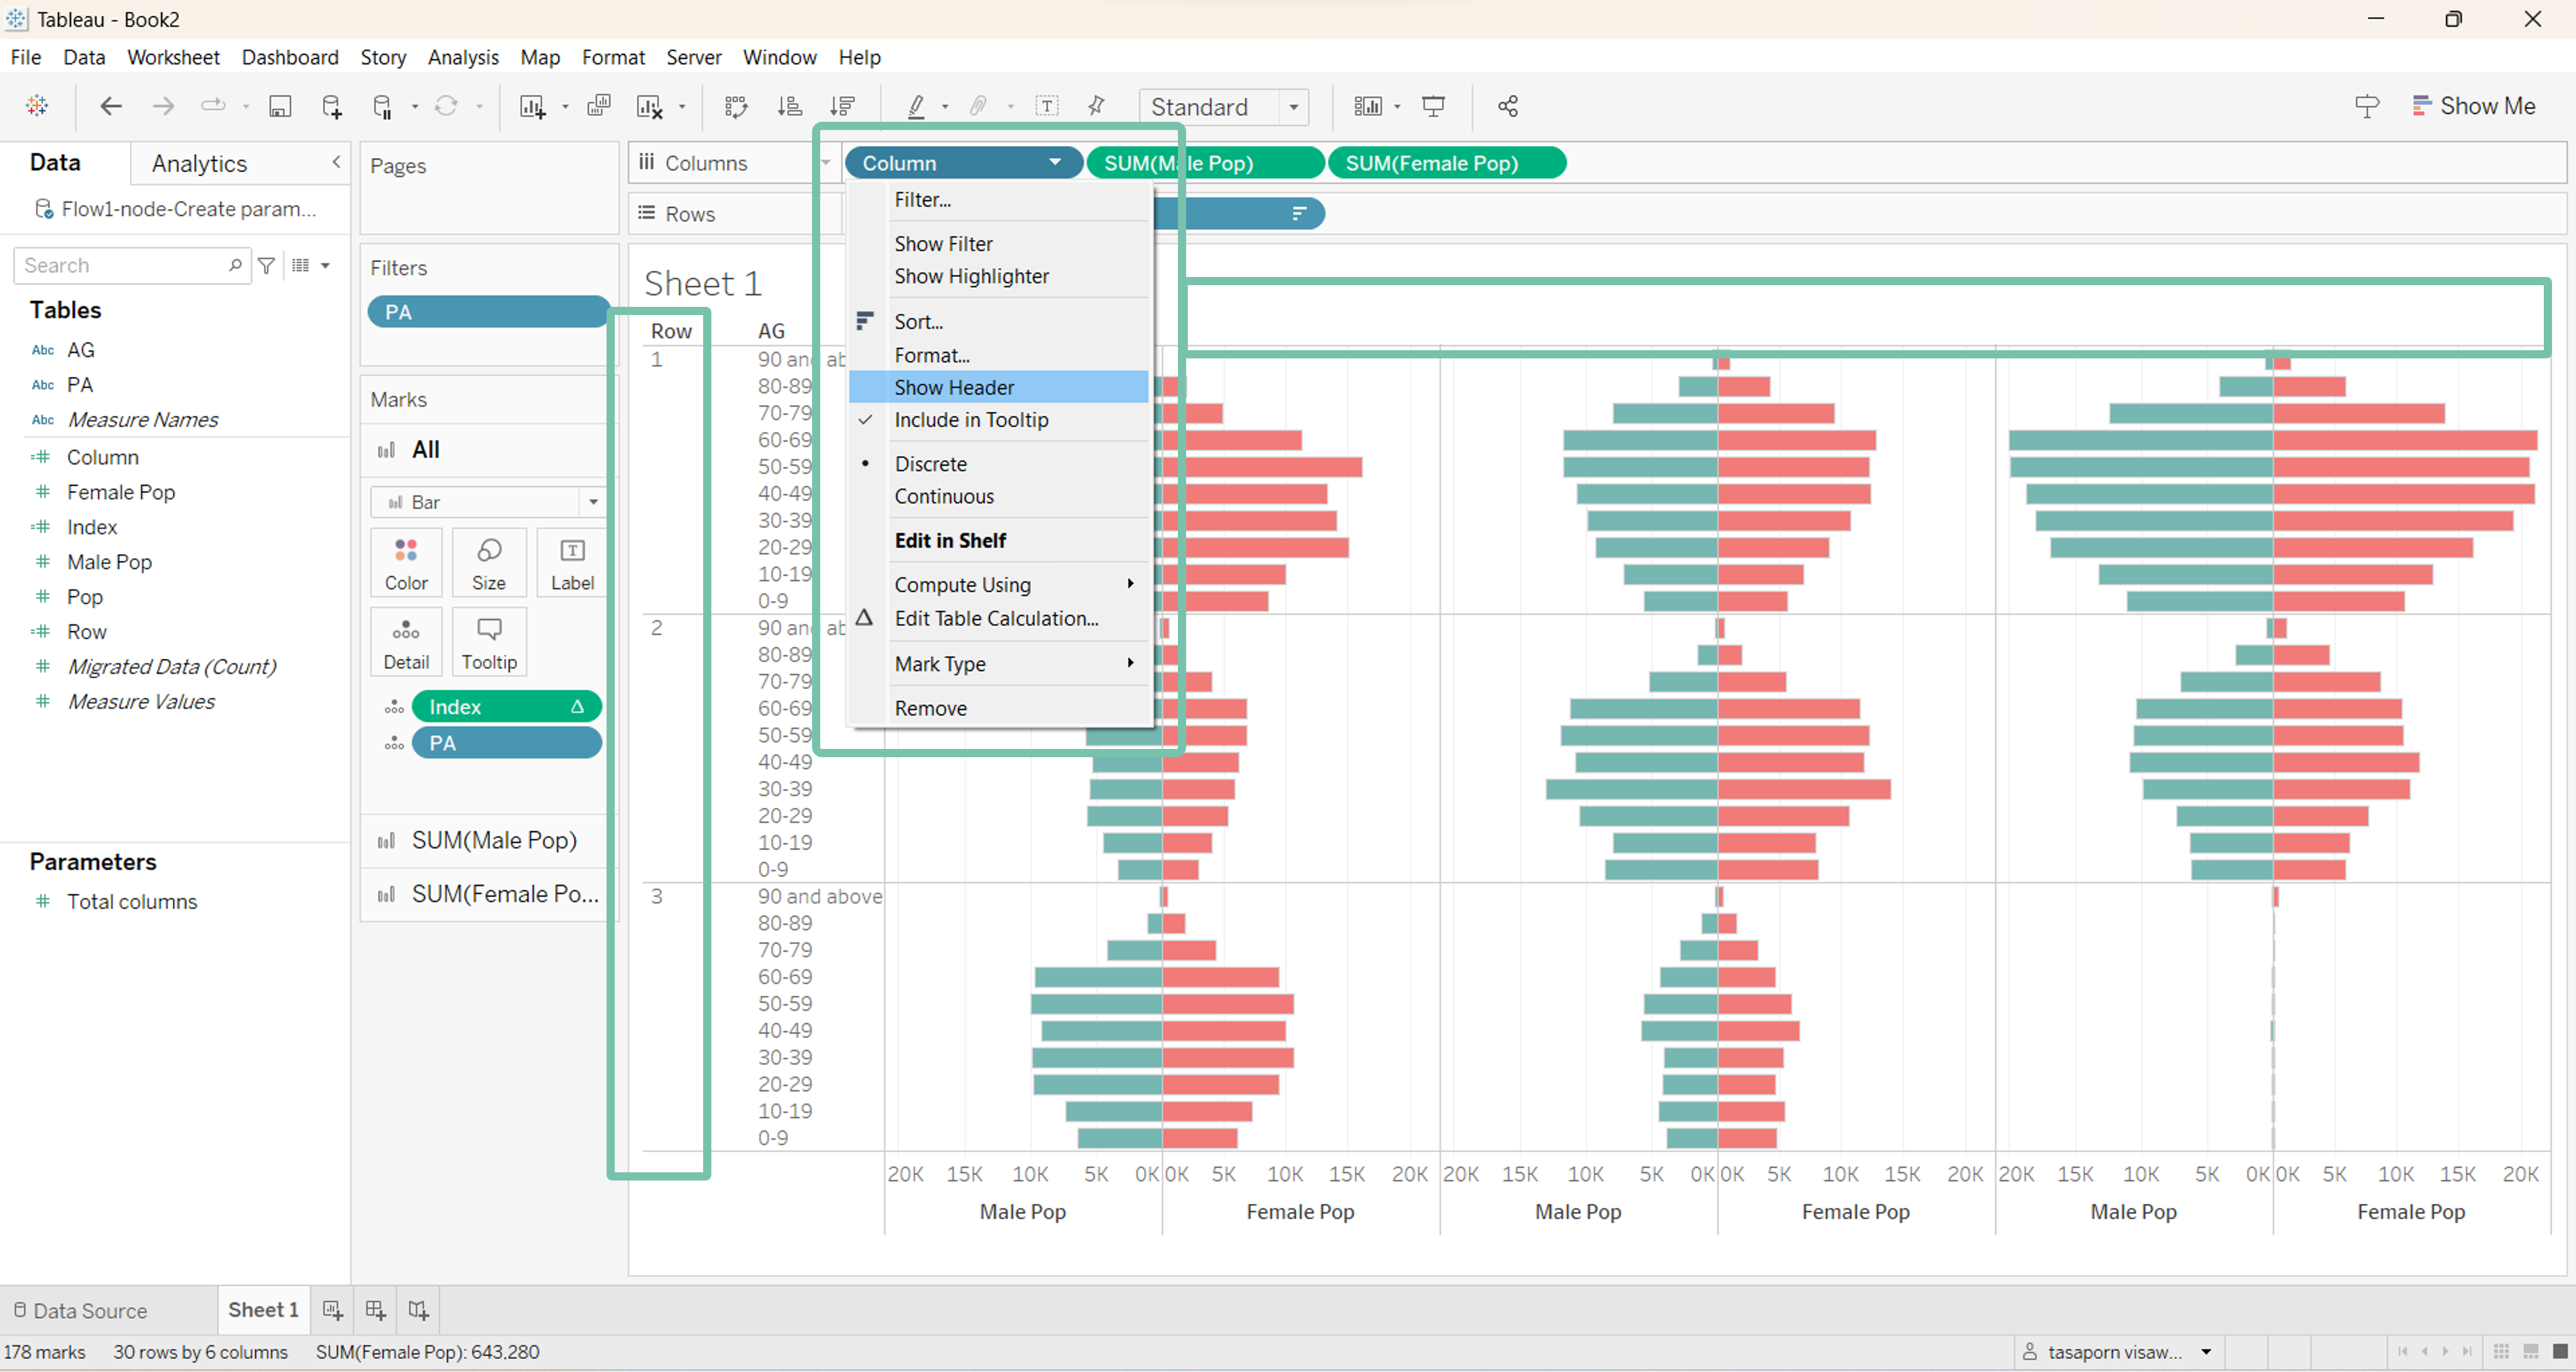 Tableau - Book2
File Data Worksheet Dashboard Story Analysis Map Format Server Window Help
Standard
Show Me
Data
Analytics
Flow1-node-Create param...
Search
Tables
Abc AG
Abc PA
Abc Measure Names
Column
Female Pop
Index
Male Pop
Pop
Row
Migrated Data (Count)
Measure Values
Parameters
Total columns
Pages
Filters
PA
Marks
All
Bar
Color Size Label
Detail Tooltip
Index
PA
SUM(Male Pop)
SUM(Female Po...
Columns
Column SUM(Male Pop) SUM(Female Pop)
Rows
Filter...
Show Filter
Show Highlighter
Sort...
Format...
Show Header
Include in Tooltip
Discrete
Continuous
Edit in Shelf
Compute Using
Edit Table Calculation...
Mark Type
Remove
Sheet 1
Row AG
1 90 and ab
80-89
70-79
60-69
50-59
40-49
30-39
20-29
10-19
0-9
2 90 and ab
80-89
70-79
60-69
50-59
40-49
30-39
20-29
10-19
0-9
3 90 and above
80-89
70-79
60-69
50-59
40-49
30-39
20-29
10-19
0-9
20K 15K 10K 5K 0K 0K 5K 10K 15K 20K 20K 15K 10K 5K 0K 0K 5K 10K 15K 20K 20K 15K 10K 5K 0K 0K 5K 10K 15K 20K
Male Pop Female Pop Male Pop Female Pop Male Pop Female Pop
Data Source Sheet 1
178 marks 30 rows by 6 columns SUM(Female Pop): 643,280
tasaporn visaw...